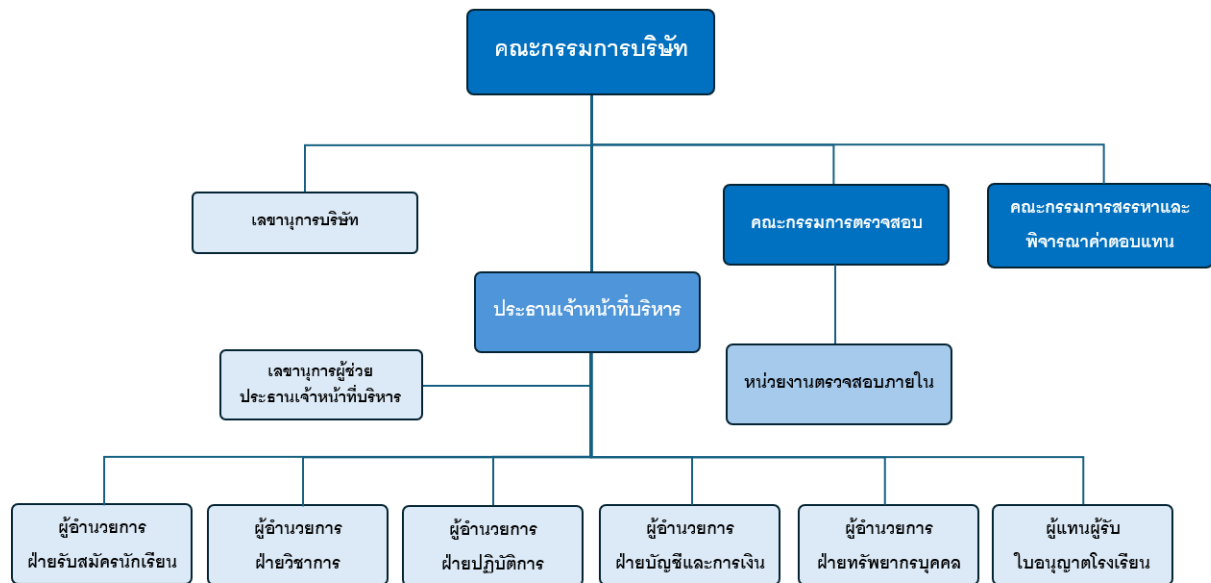 คณะกรรมการบริษัท
เลขานุการบริษัท
คณะกรรมการตรวจสอบ
คณะกรรมการสรรหาและ
พิจารณาค่าตอบแทน
ประธานเจ้าหน้าที่บริหาร
เลขานุการผู้ช่วย
ประธานเจ้าหน้าที่บริหาร
หน่วยงานตรวจสอบภายใน
ผู้อำนวยการ
ฝ่ายรับสมัครนักเรียน
ผู้อำนวยการ
ฝ่ายวิชาการ
ผู้อำนวยการ
ฝ่ายปฏิบัติการ
ผู้อำนวยการ
ฝ่ายบัญชีและการเงิน
ผู้อำนวยการ
ฝ่ายทรัพยากรบุคคล
ผู้แทนผู้รับ
ใบอนุญาตโรงเรียน